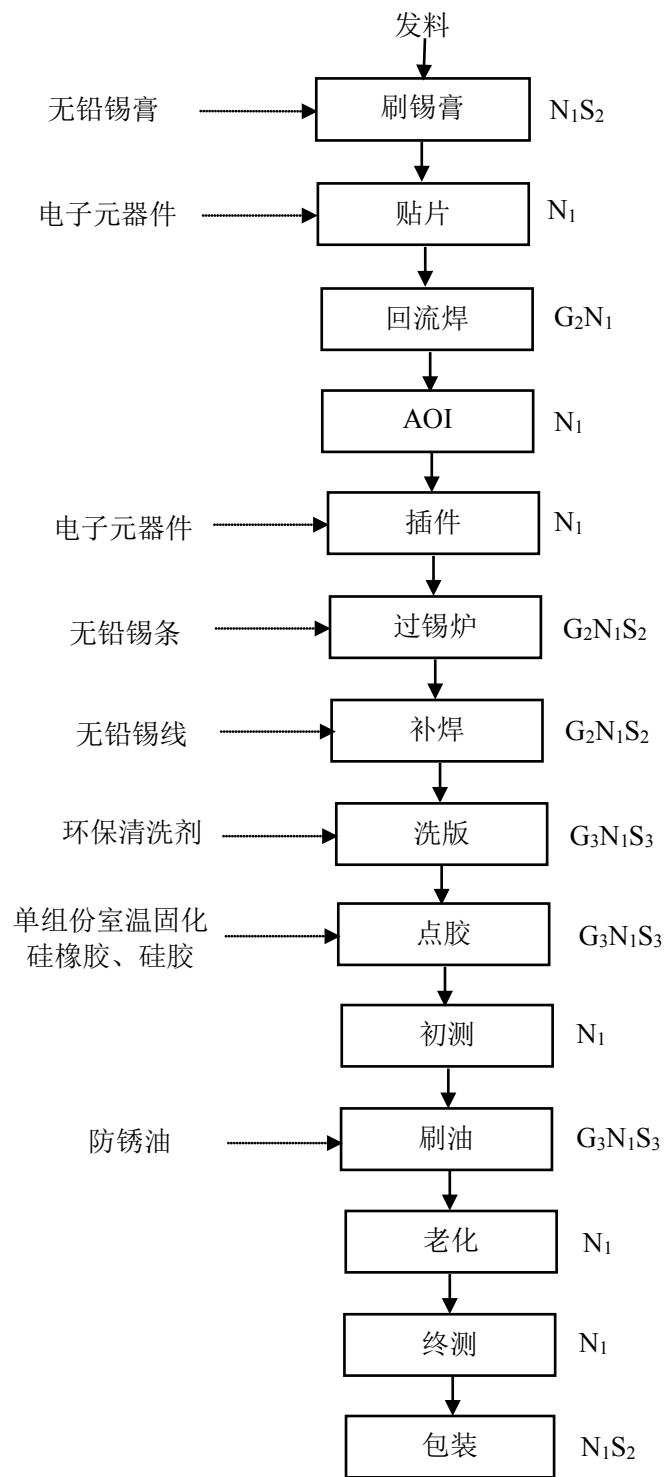 发料
无铅锡膏 刷锡膏 N₁S₂
电子元器件 贴片 N₁
回流焊 G₂N₁
AOI N₁
电子元器件 插件 N₁
无铅锡条 过锡炉 G₂N₁S₂
无铅锡线 补焊 G₂N₁S₂
环保清洗剂 洗版 G₃N₁S₃
单组份室温固化
硅橡胶、硅胶 点胶 G₃N₁S₃
初测 N₁
防锈油 刷油 G₃N₁S₃
老化 N₁
终测 N₁
包装 N₁S₂